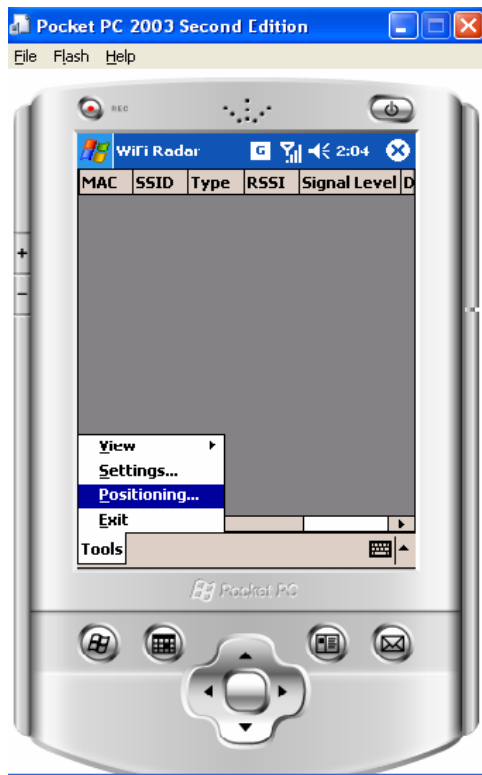 Pocket PC 2003 Second Edition
File Flash Help
REC
WiFi Radar G 2:04
MAC SSID Type RSSI Signal Level D
View
Settings...
Positioning...
Exit
Tools
Pocket PC